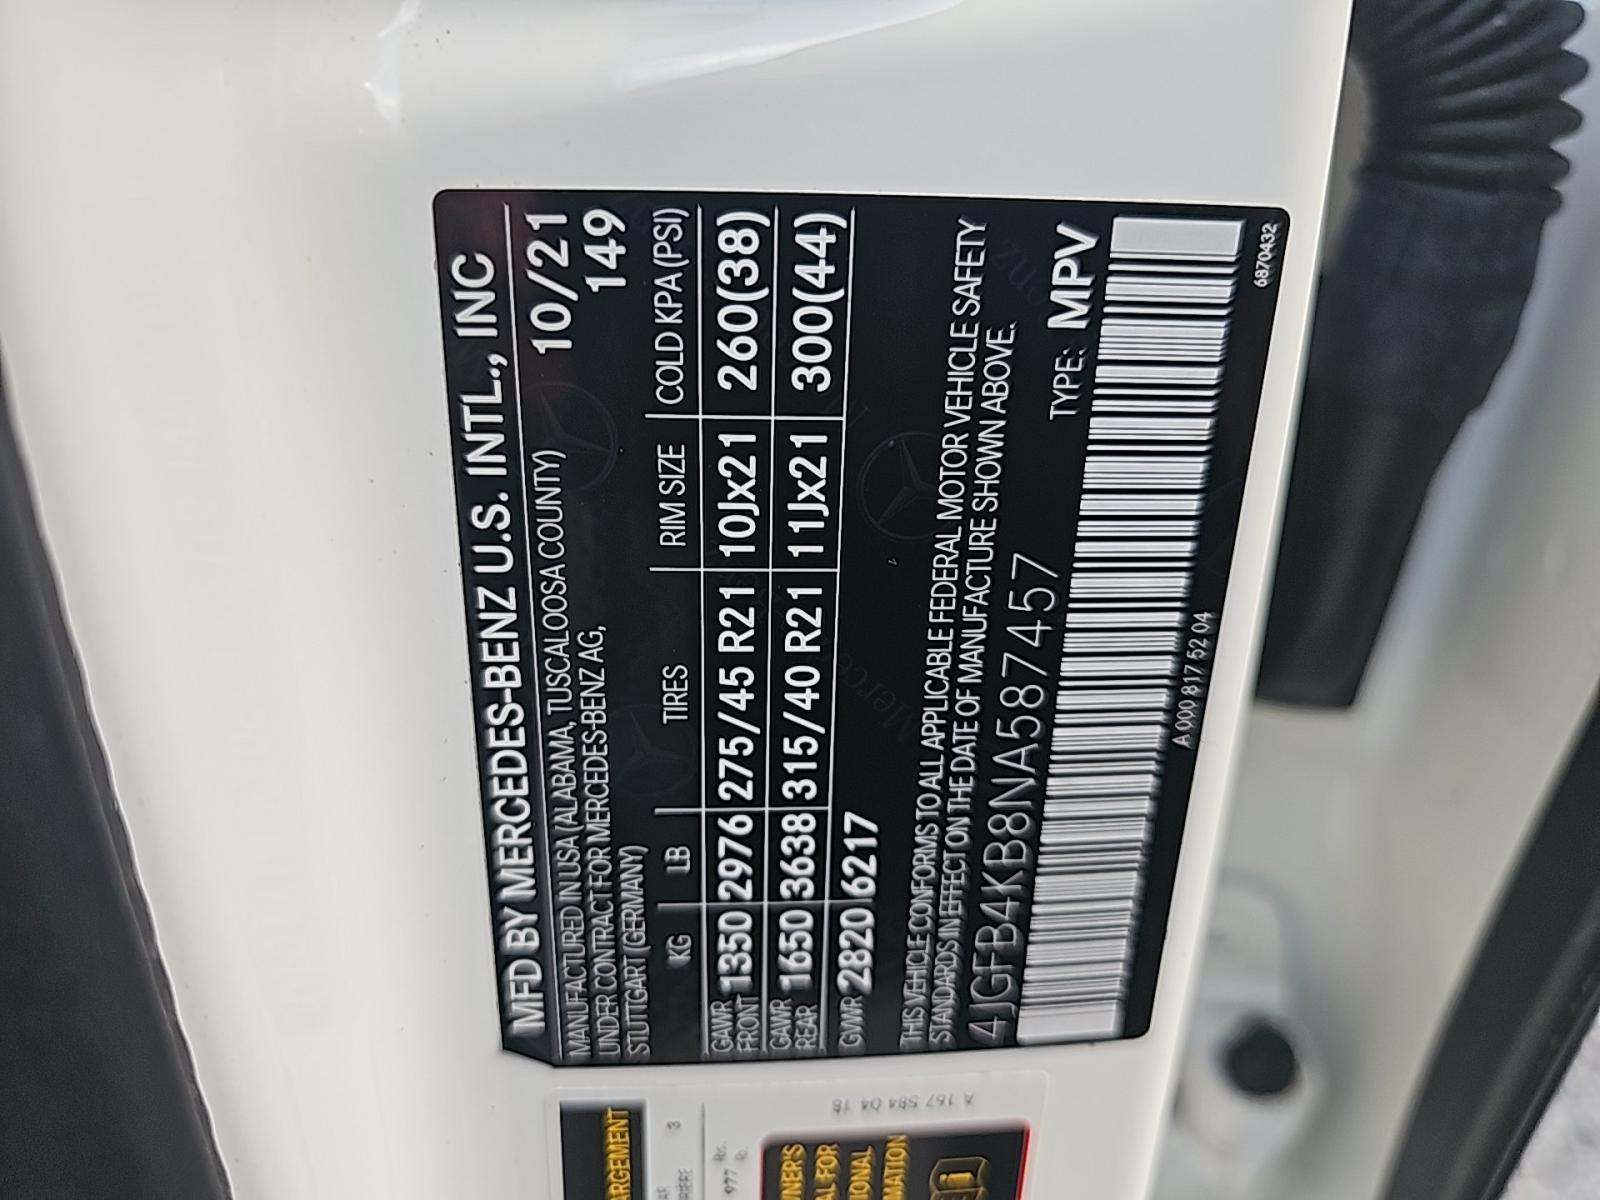 MFD BY MERCEDES-BENZ U.S. INTL., INC
MANUFACTURED IN USA (ALABAMA, TUSCALOOSA COUNTY) 10/21
UNDER CONTRACT FOR MERCEDES-BENZ AG, 149
STUTTGART (GERMANY)
KG LB TIRES RIM SIZE COLD KPA (PSI)
GAWR FRONT 1350 2976 275/45 R21 10Jx21 260(38)
GAWR REAR 1650 3638 315/40 R21 11Jx21 300(44)
GVWR 2820 6217
THIS VEHICLE CONFORMS TO ALL APPLICABLE FEDERAL MOTOR VEHICLE SAFETY
STANDARDS IN EFFECT ON THE DATE OF MANUFACTURE SHOWN ABOVE.
4JGFB4KB8NA587457 TYPE: MPV
A 000 817 52 04
6870432
ARGEMENT
3
977
A 167 584 04 18